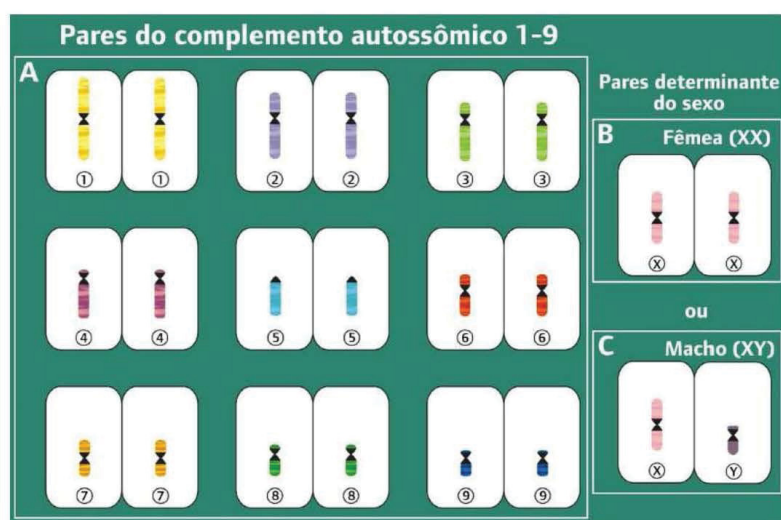 Pares do complemento autossômico 1-9
A
① ①
② ②
③ ③
④ ④
⑤ ⑤
⑥ ⑥
⑦ ⑦
⑧ ⑧
⑨ ⑨
Pares determinante
do sexo
B Fêmea (XX)
Ⓧ Ⓧ
ou
C Macho (XY)
Ⓧ Ⓨ